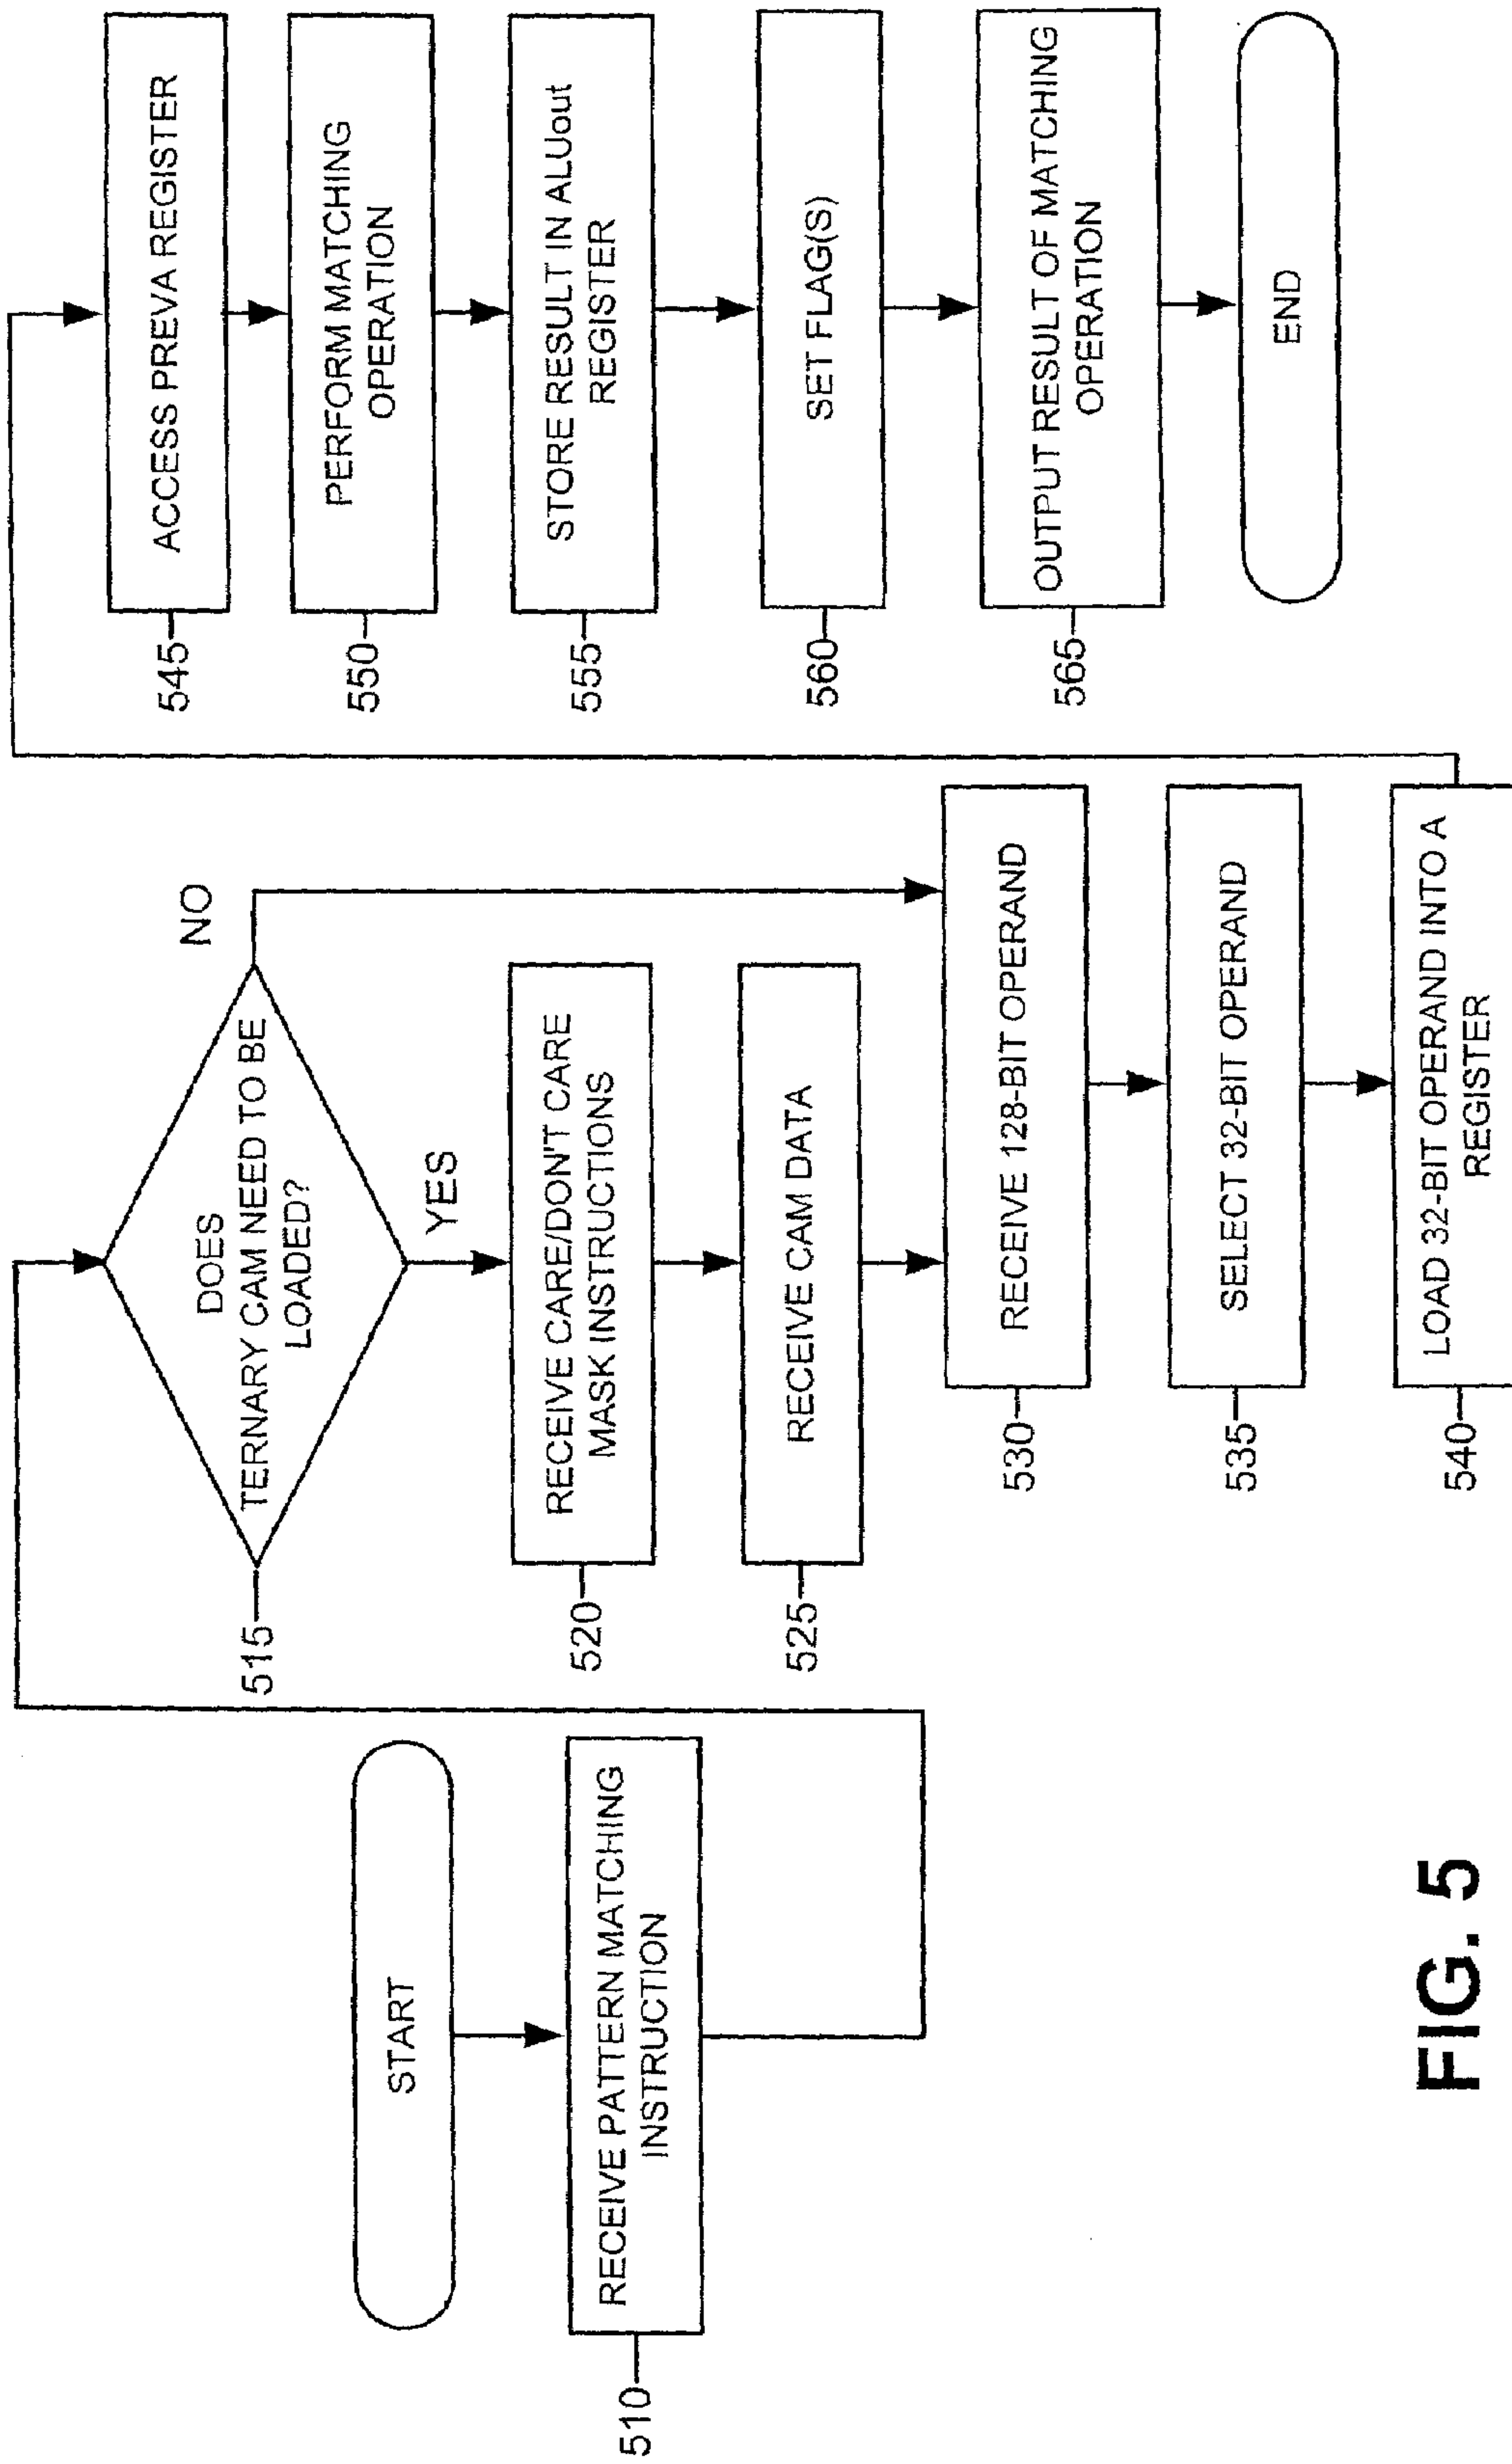 START
RECEIVE PATTERN MATCHING
INSTRUCTION
510
DOES
TERNARY CAM NEED TO BE
LOADED?
515
NO
YES
RECEIVE CARE/DON'T CARE
MASK INSTRUCTIONS
520
RECEIVE CAM DATA
525
RECEIVE 128-BIT OPERAND
530
SELECT 32-BIT OPERAND
535
LOAD 32-BIT OPERAND INTO A
REGISTER
540
ACCESS PREVA REGISTER
545
PERFORM MATCHING
OPERATION
550
STORE RESULT IN ALUout
REGISTER
555
SET FLAG(S)
560
OUTPUT RESULT OF MATCHING
OPERATION
565
END
FIG. 5